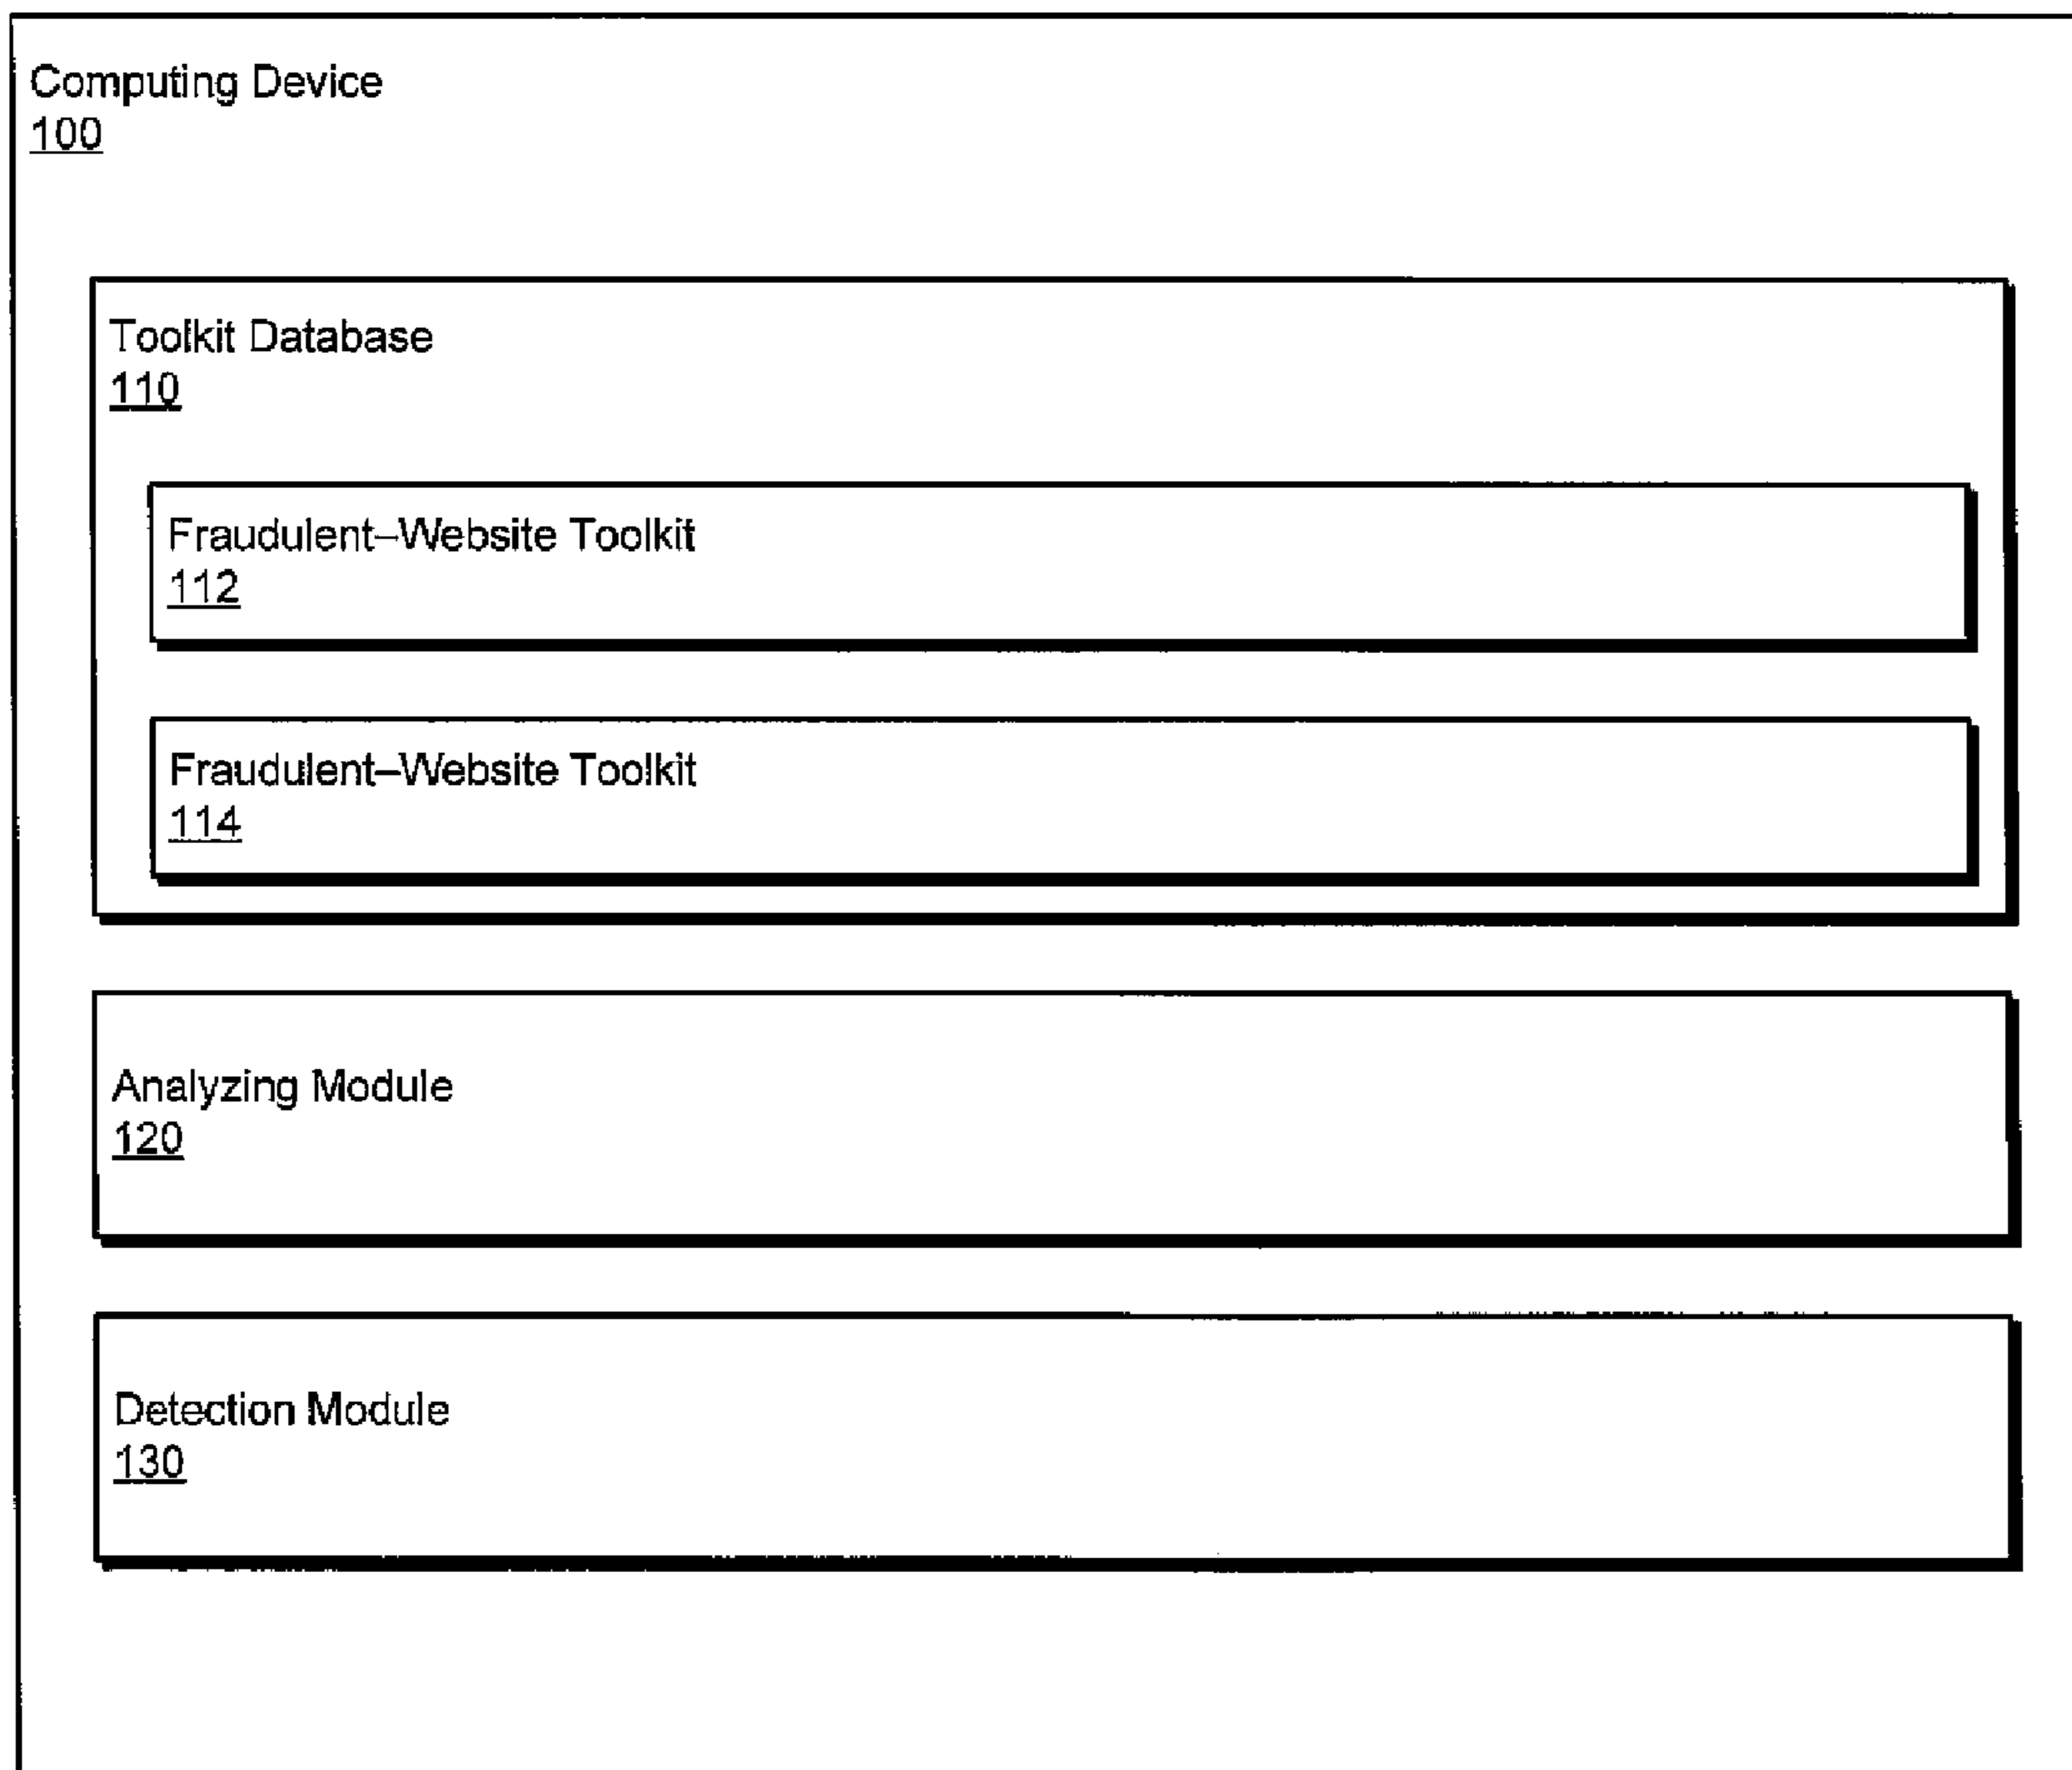 Computing Device
100
Toolkit Database
110
Fraudulent–Website Toolkit
112
Fraudulent–Website Toolkit
114
Analyzing Module
120
Detection Module
130